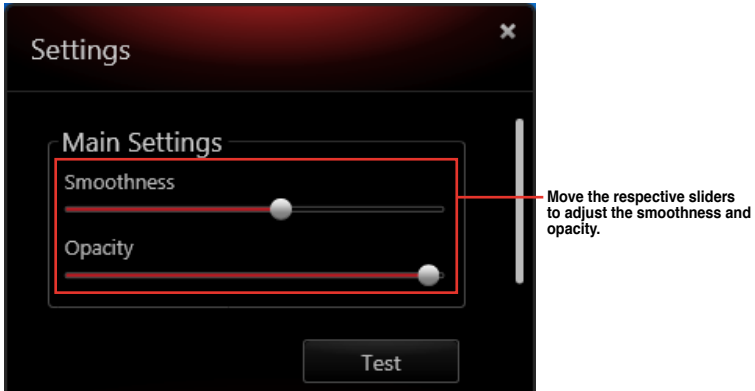 Settings
Main Settings
Smoothness
Opacity
Test
Move the respective sliders
to adjust the smoothness and
opacity.